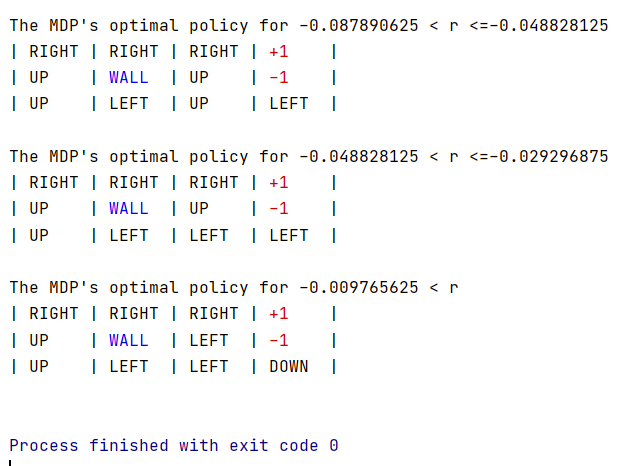 The MDP's optimal policy for -0.087890625 < r <=-0.048828125
| RIGHT | RIGHT | RIGHT | +1    |
| UP    | WALL  | UP    | -1    |
| UP    | LEFT  | UP    | LEFT  |
The MDP's optimal policy for -0.048828125 < r <=-0.029296875
| RIGHT | RIGHT | RIGHT | +1    |
| UP    | WALL  | UP    | -1    |
| UP    | LEFT  | LEFT  | LEFT  |
The MDP's optimal policy for -0.009765625 < r
| RIGHT | RIGHT | RIGHT | +1    |
| UP    | WALL  | LEFT  | -1    |
| UP    | LEFT  | LEFT  | DOWN  |
Process finished with exit code 0